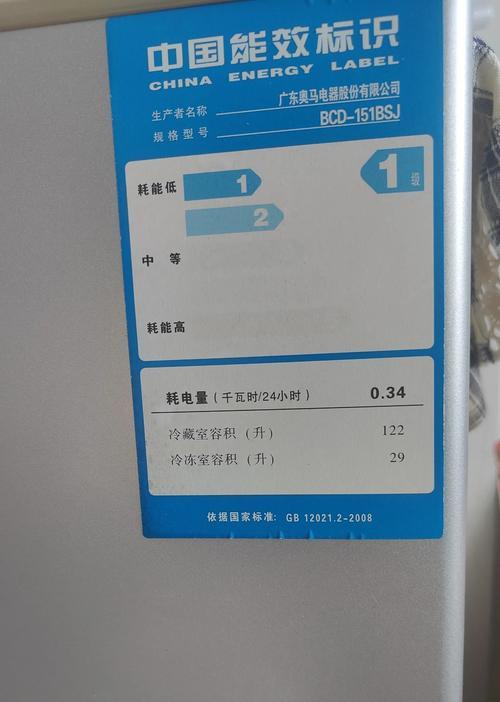 中国能效标识
CHINA ENERGY LABEL
生产者名称 广东奥马电器股份有限公司
规格型号 BCD-151BSJ
耗能低 1 1级
2
中 等
耗能高
耗电量（千瓦时/24小时） 0.34
冷藏室容积（升） 122
冷冻室容积（升） 29
依据国家标准：GB 12021.2-2008